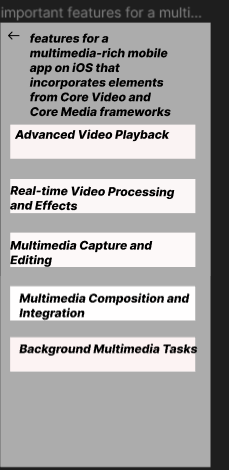 important features for a multi...
features for a
multimedia-rich mobile
app on iOS that
incorporates elements
from Core Video and
Core Media frameworks
Advanced Video Playback
Real-time Video Processing
and Effects
Multimedia Capture and
Editing
Multimedia Composition and
Integration
Background Multimedia Tasks